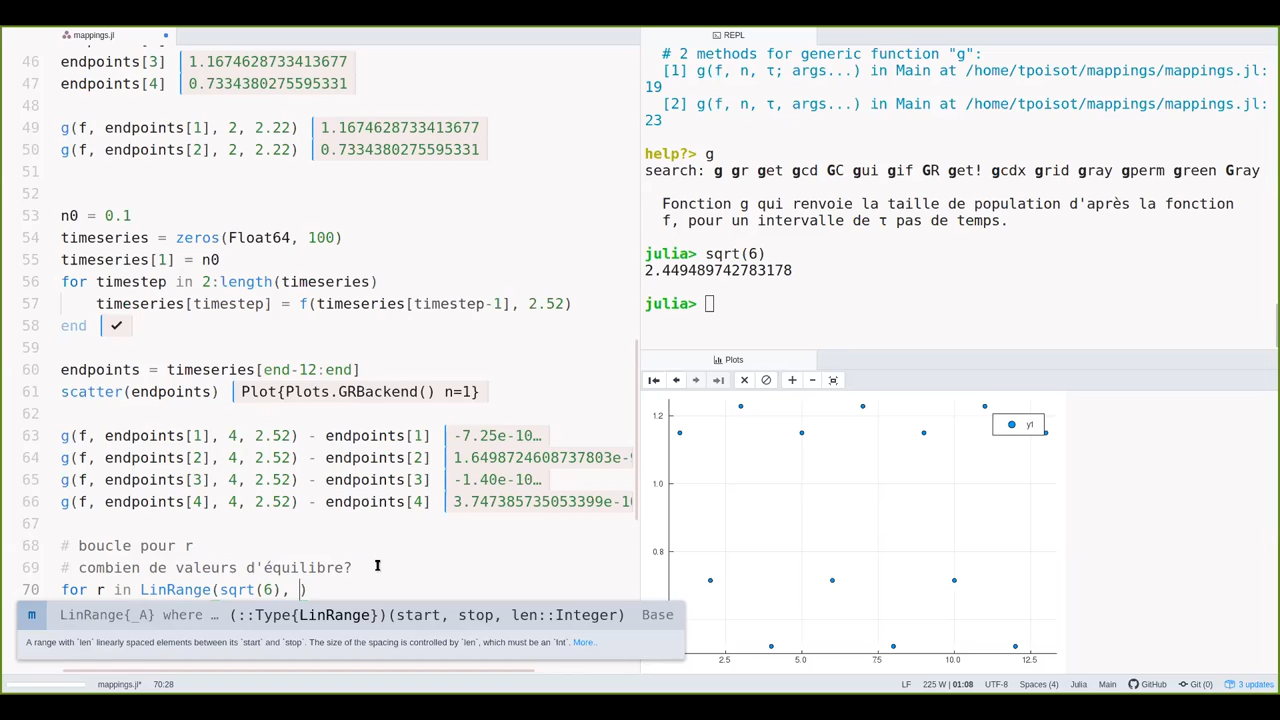 mappings.jl
46 endpoints[3] 1.1674628733413677
47 endpoints[4] 0.7334380275595331
48
49 g(f, endpoints[1], 2, 2.22) 1.1674628733413677
50 g(f, endpoints[2], 2, 2.22) 0.7334380275595331
51
52
53 n0 = 0.1
54 timeseries = zeros(Float64, 100)
55 timeseries[1] = n0
56 for timestep in 2:length(timeseries)
57 timeseries[timestep] = f(timeseries[timestep-1], 2.52)
58 end ✓
59
60 endpoints = timeseries[end-12:end]
61 scatter(endpoints) Plot{Plots.GRBackend() n=1}
62
63 g(f, endpoints[1], 4, 2.52) - endpoints[1] -7.25e-10…
64 g(f, endpoints[2], 4, 2.52) - endpoints[2] 1.6498724608737803e-
65 g(f, endpoints[3], 4, 2.52) - endpoints[3] -1.40e-10…
66 g(f, endpoints[4], 4, 2.52) - endpoints[4] 3.747385735053399e-10
67
68 # boucle pour r
69 # combien de valeurs d'équilibre?
70 for r in LinRange(sqrt(6), )
m LinRange{_A} where … (::Type{LinRange})(start, stop, len::Integer) Base
A range with `len` linearly spaced elements between its `start` and `stop`. The size of the spacing is controlled by `len`, which must be an `Int`. More..
REPL
# 2 methods for generic function "g":
[1] g(f, n, τ; args...) in Main at /home/tpoisot/mappings/mappings.jl:
19
[2] g(f, n, τ, args...) in Main at /home/tpoisot/mappings/mappings.jl:
23
help?> g
search: g gr get gcd GC gui gif GR get! gcdx grid gray gperm green Gray
Fonction g qui renvoie la taille de population d'après la fonction
f, pour un intervalle de τ pas de temps.
julia> sqrt(6)
2.449489742783178
julia>
Plots
1.2
1.0
0.8
y1
2.5 5.0 7.5 10.0 12.5
mappings.jl* 70:28 LF 225 W | 01:08 UTF-8 Spaces (4) Julia Main GitHub Git (0) 3 updates